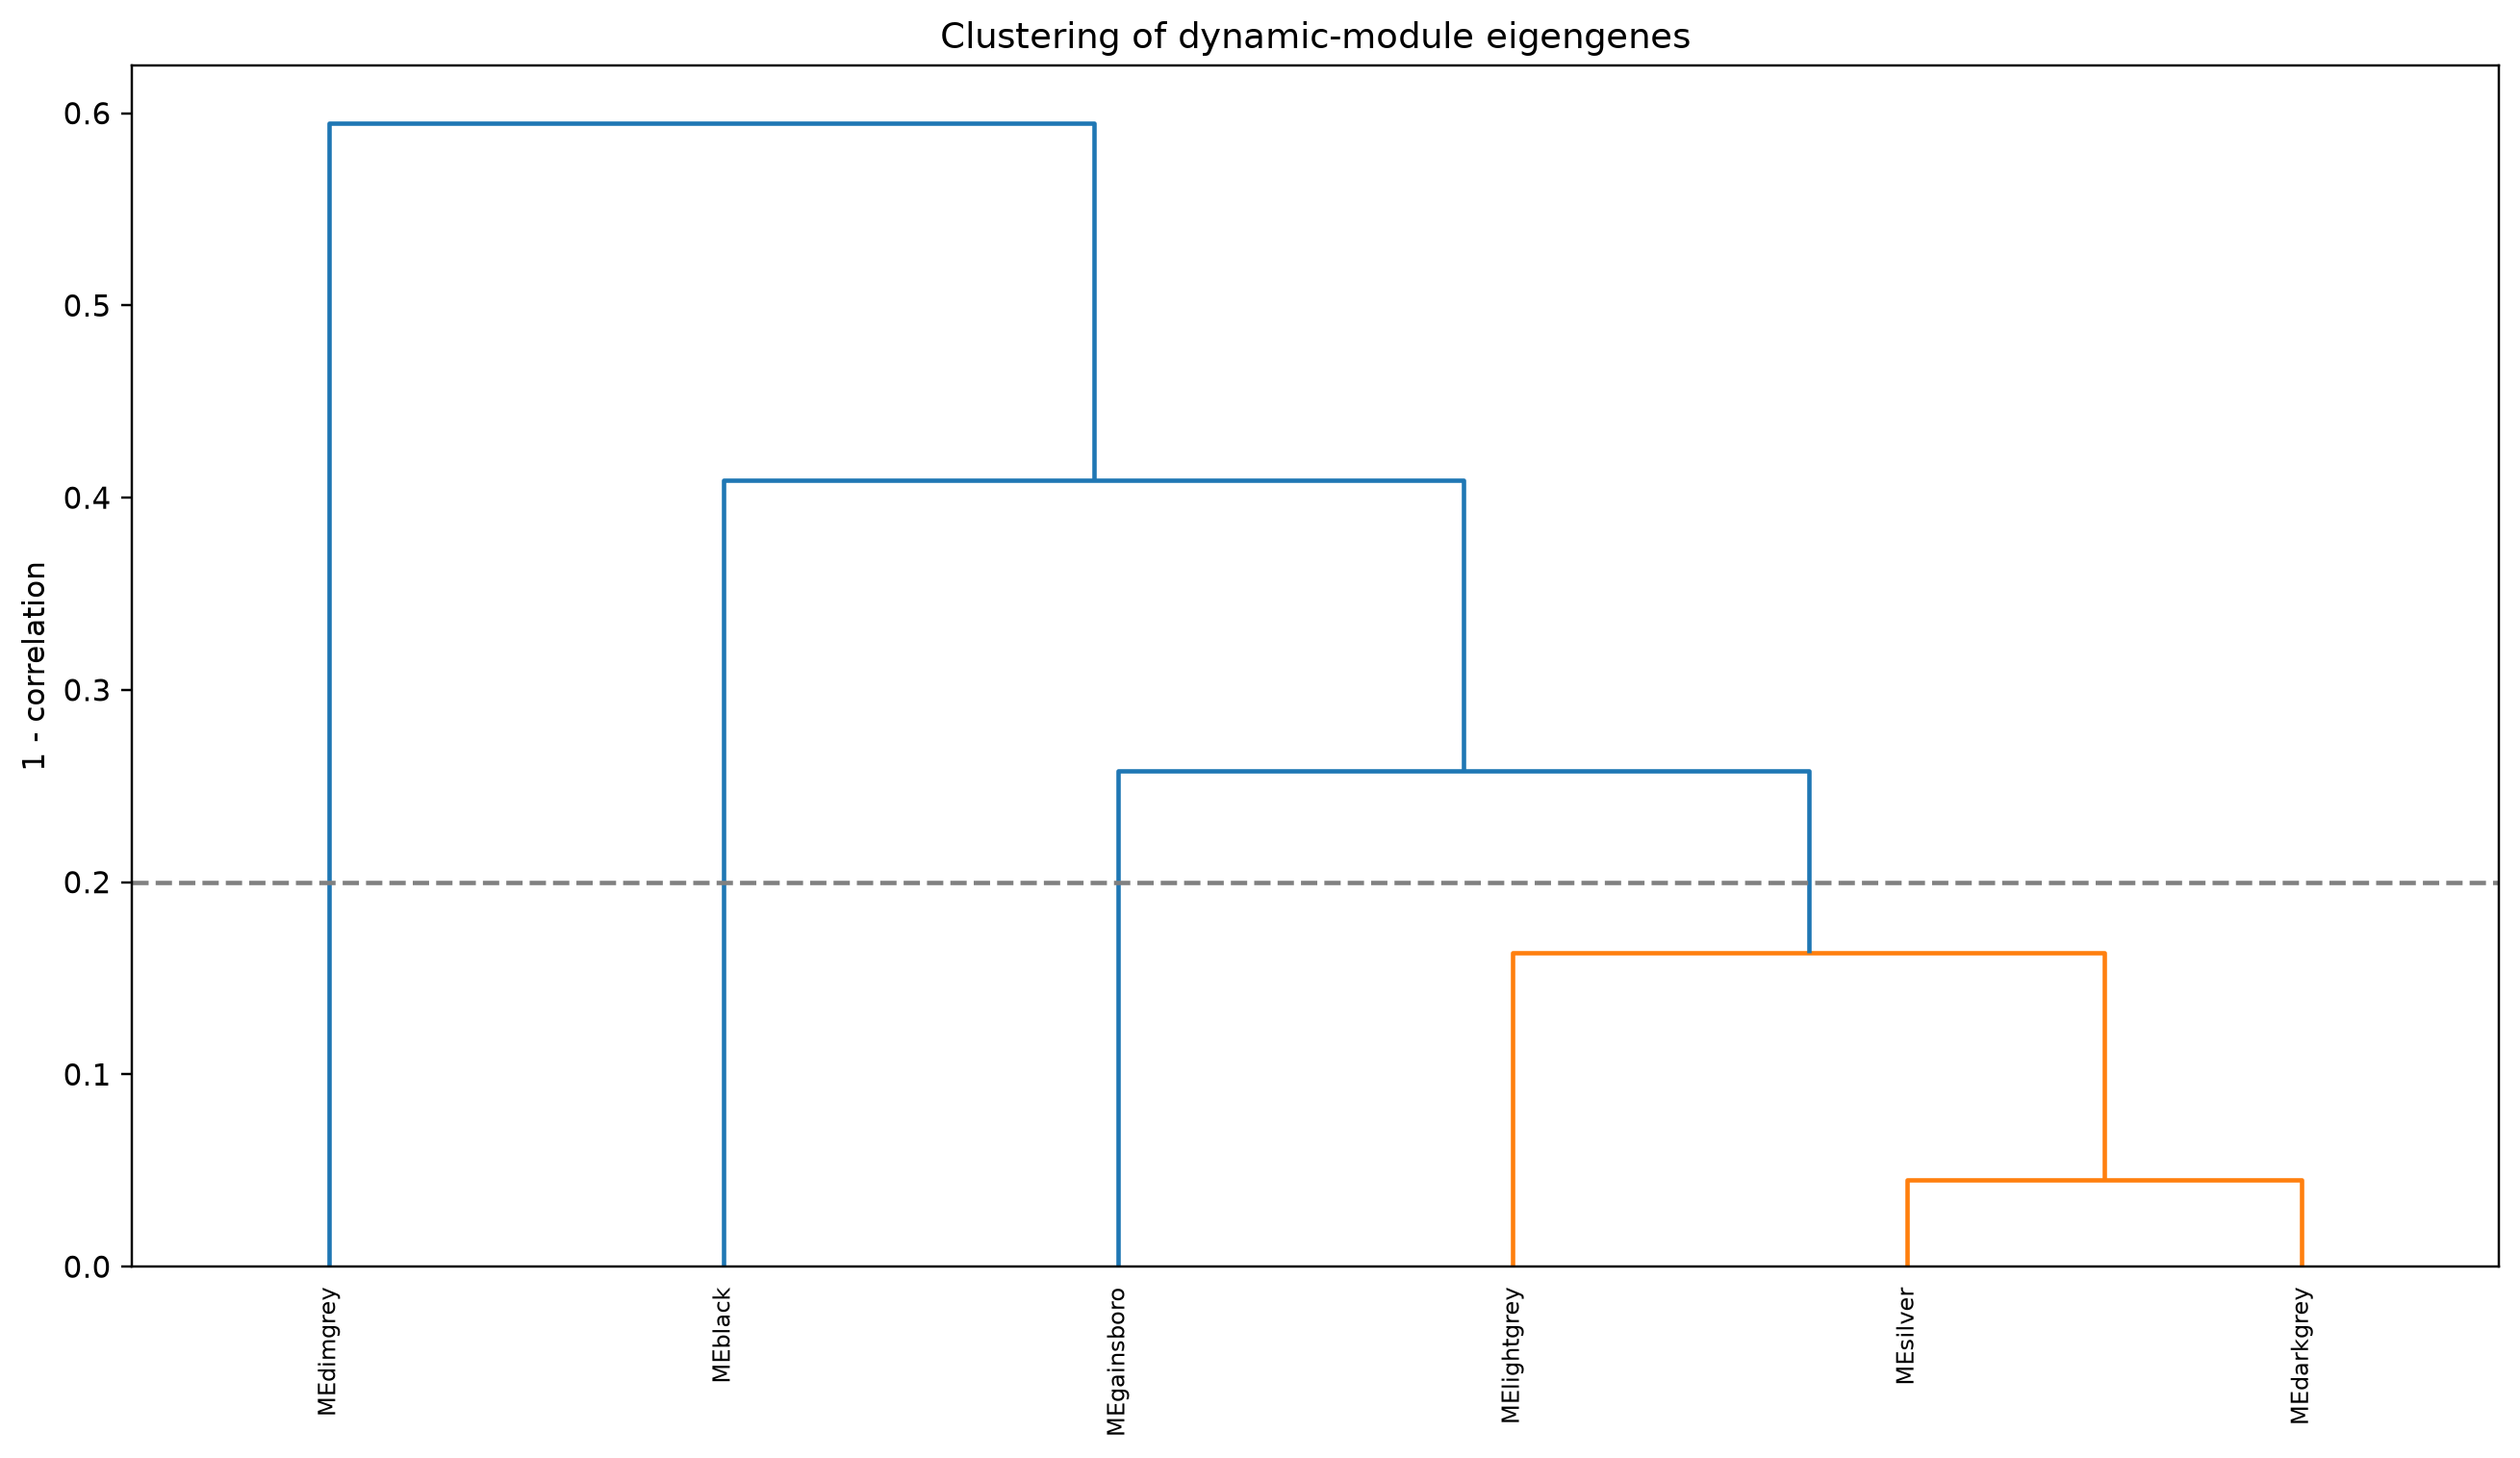 Clustering of dynamic-module eigengenes
1 - correlation
0.6
0.5
0.4
0.3
0.2
0.1
0.0
MEdimgrey
MEblack
MEgainsboro
MElightgrey
MEsilver
MEdarkgrey